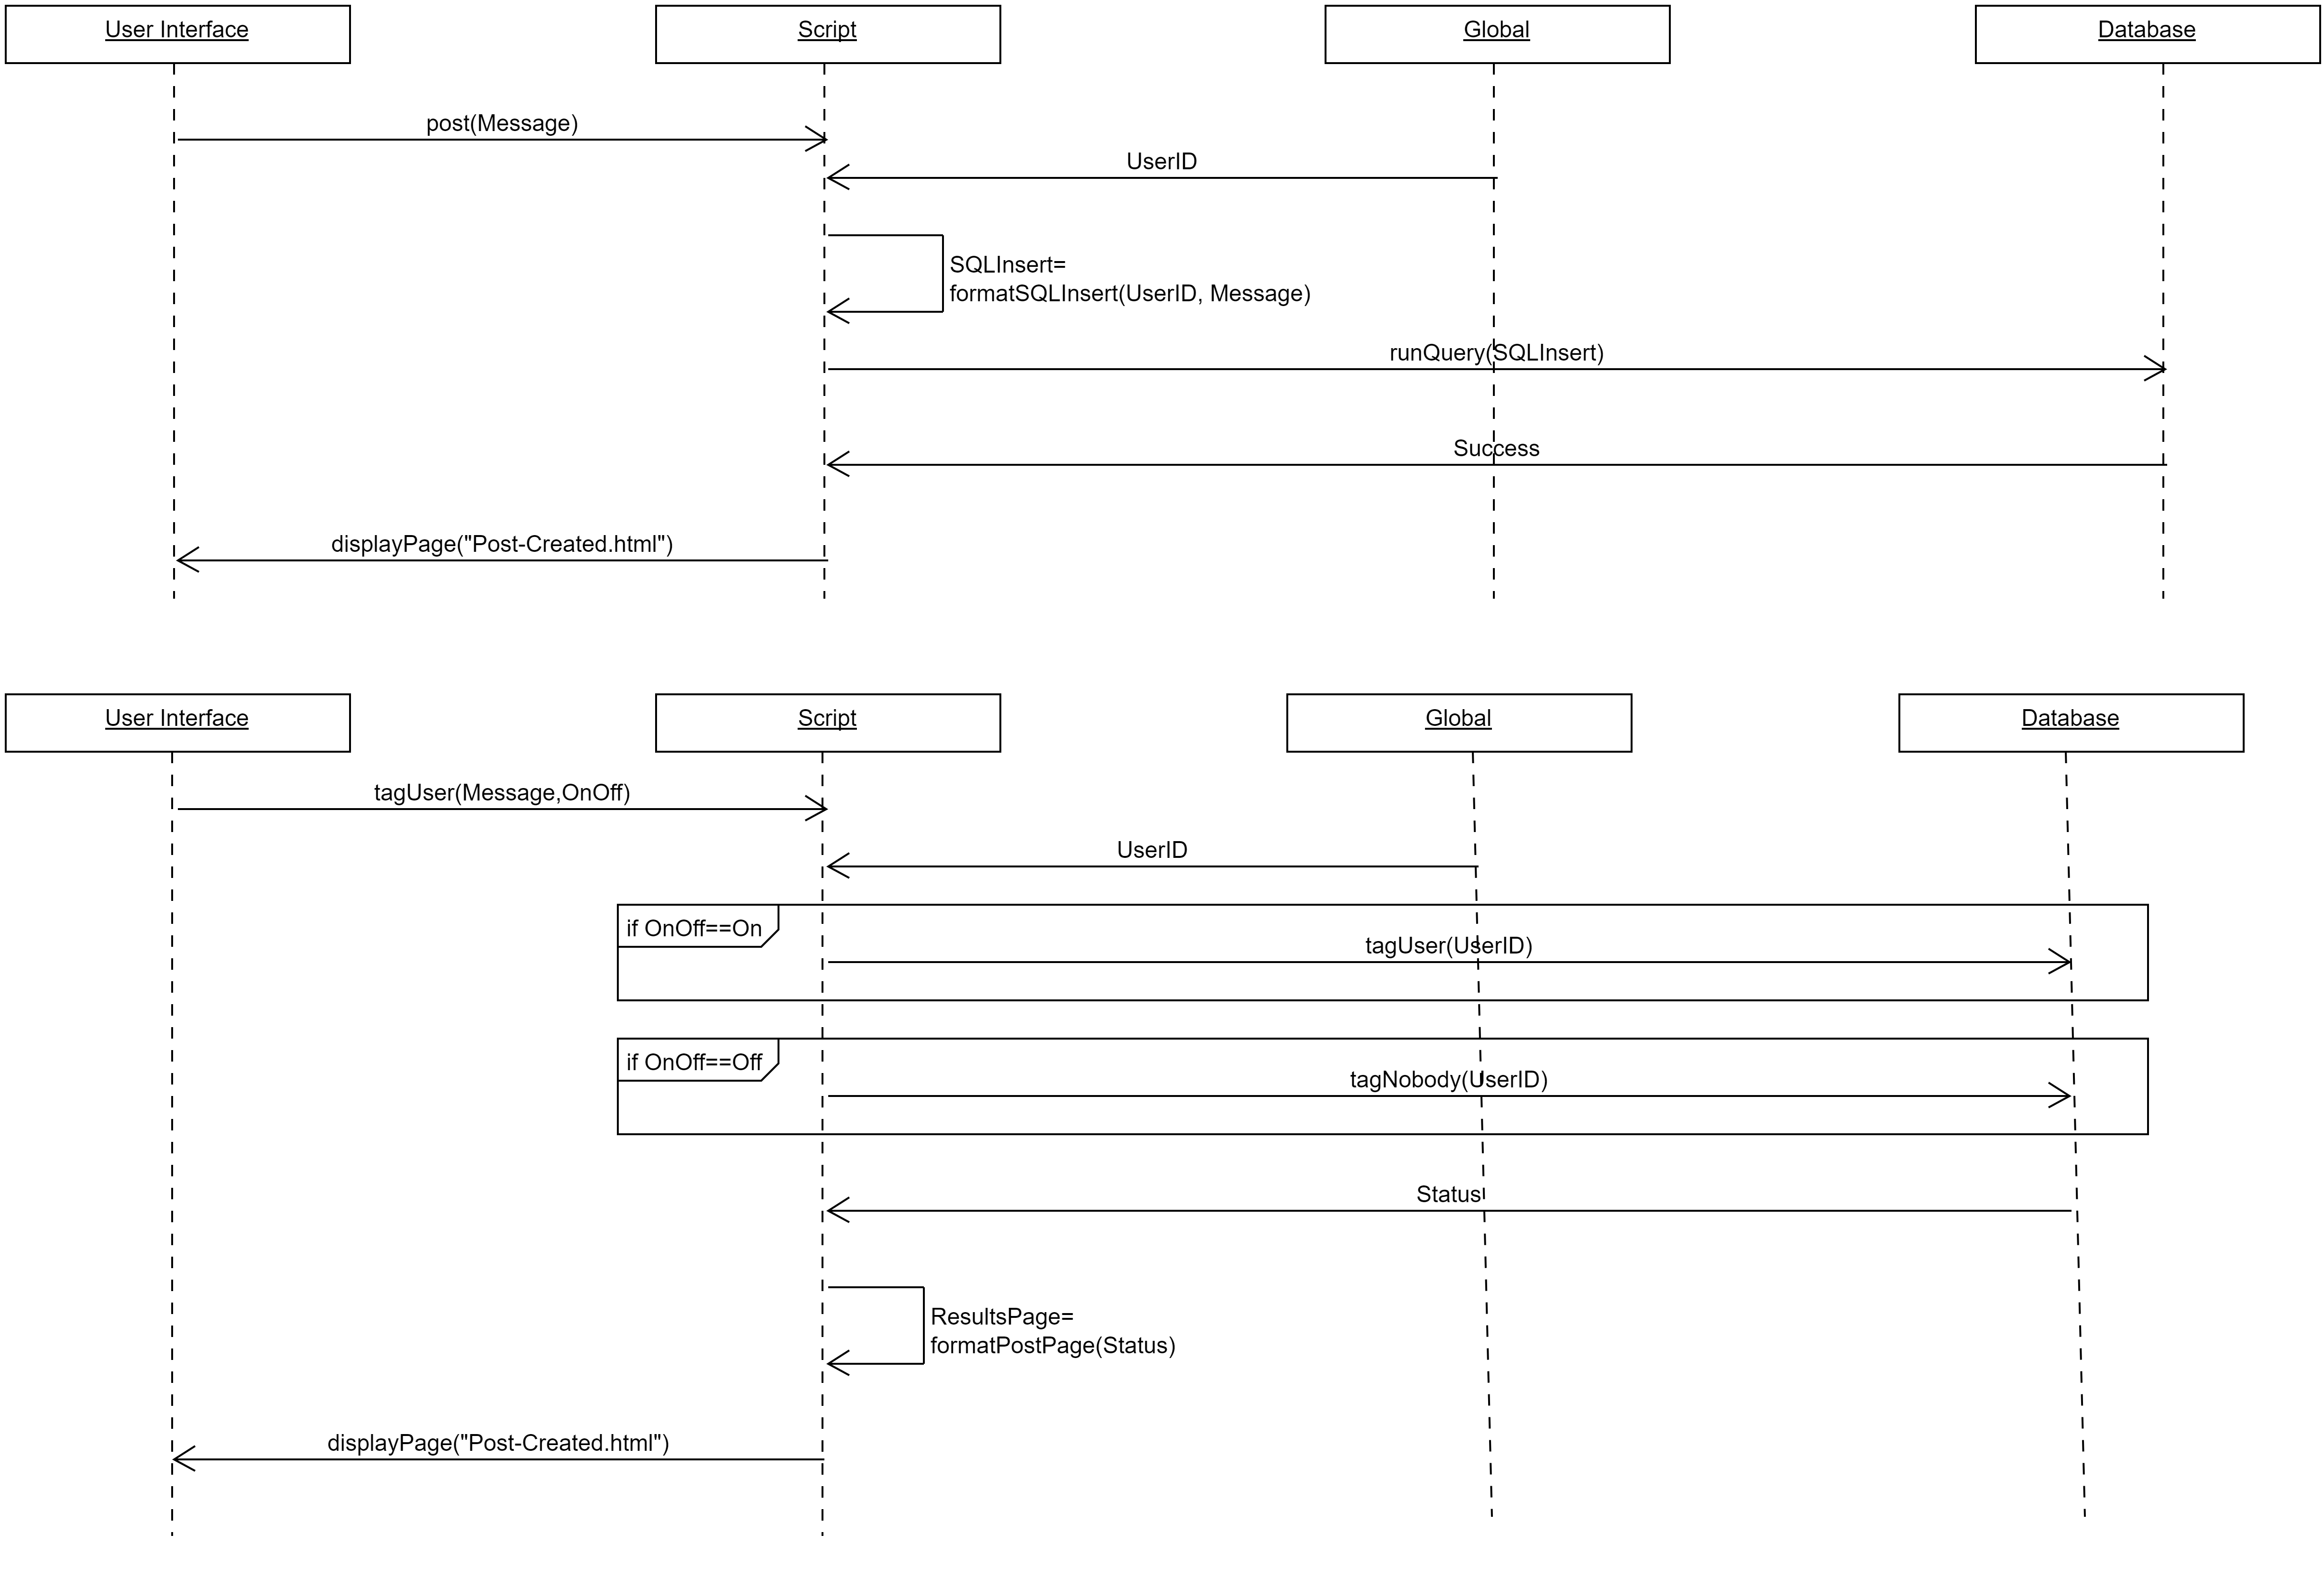 User Interface
Script
Global
Database
post(Message)
UserID
SQLInsert=
formatSQLInsert(UserID, Message)
runQuery(SQLInsert)
Success
displayPage("Post-Created.html")
User Interface
Script
Global
Database
tagUser(Message,OnOff)
UserID
if OnOff==On
tagUser(UserID)
if OnOff==Off
tagNobody(UserID)
Status
ResultsPage=
formatPostPage(Status)
displayPage("Post-Created.html")